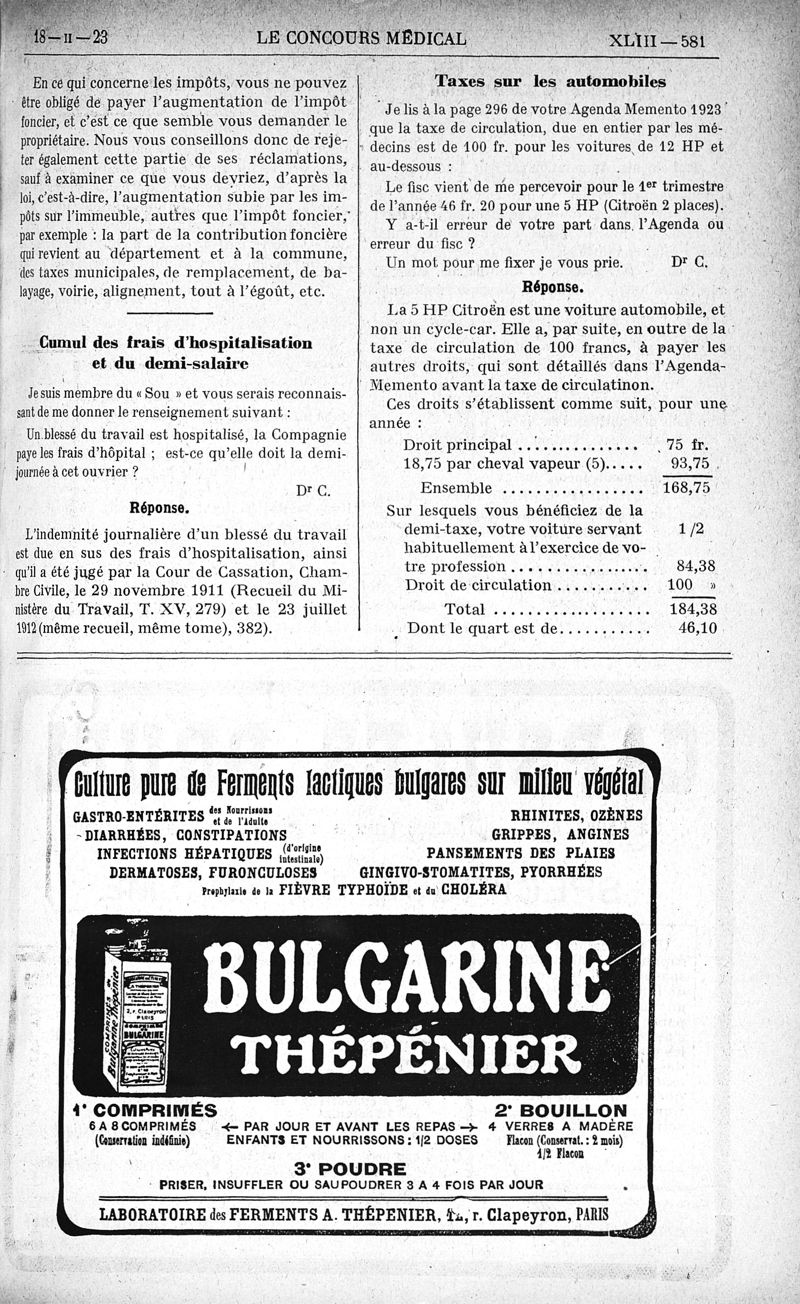 18—II—23
LE CONCOURS MÉDICAL
XLIII—581
En ce qui concerne les impôts, vous ne pouvez
être obligé de payer l'augmentation de l'impôt
foncier, et c'est ce que semble vous demander le
propriétaire. Nous vous conseillons donc de reje-
ter également cette partie de ses réclamations,
sauf à examiner ce que vous devriez, d'après la
loi, c'est-à-dire, l'augmentation subie par les im-
pôts sur l'immeuble, autres que l'impôt foncier,
par exemple : la part de la contribution foncière
qui revient au département et à la commune,
des taxes municipales, de remplacement, de ba-
layage, voirie, alignement, tout à l'égoût, etc.
Cumul des frais d'hospitalisation
et du demi-salaire
Je suis membre du « Sou » et vous serais reconnais-
sant de me donner le renseignement suivant :
Un blessé du travail est hospitalisé, la Compagnie
paye les frais d'hôpital ; est-ce qu'elle doit la demi-
journée à cet ouvrier ?
Dr C.
Réponse.
L'indemnité journalière d'un blessé du travail
est due en sus des frais d'hospitalisation, ainsi
qu'il a été jugé par la Cour de Cassation, Cham-
bre Civile, le 29 novembre 1911 (Recueil du Mi-
nistère du Travail, T. XV, 279) et le 23 juillet
1912 (même recueil, même tome), 382).
Taxes sur les automobiles
Je lis à la page 296 de votre Agenda Memento 1923
que la taxe de circulation, due en entier par les mé-
decins est de 100 fr. pour les voitures de 12 HP et
au-dessous :
Le fisc vient de me percevoir pour le 1er trimestre
de l'année 46 fr. 20 pour une 5 HP (Citroën 2 places).
Y a-t-il erreur de votre part dans l'Agenda ou
erreur du fisc ?
Un mot pour me fixer je vous prie. Dr C.
Réponse.
La 5 HP Citroën est une voiture automobile, et
non un cycle-car. Elle a, par suite, en outre de la
taxe de circulation de 100 francs, à payer les
autres droits, qui sont détaillés dans l'Agenda-
Memento avant la taxe de circulatinon.
Ces droits s'établissent comme suit, pour une
année :
Droit principal ............... 75 fr.
18,75 par cheval vapeur (5)..... 93,75
Ensemble ................. 168,75
Sur lesquels vous bénéficiez de la
demi-taxe, votre voiture servant 1/2
habituellement à l'exercice de vo-
tre profession ................ 84,38
Droit de circulation ........... 100 »
Total ................... 184,38
Dont le quart est de........... 46,10
Culture pure de Ferments lactiques bulgares sur milieu végétal
GASTRO-ENTÉRITES des Nourrissons et de l'Adulte
DIARRHÉES, CONSTIPATIONS
INFECTIONS HÉPATIQUES (d'origine intestinale)
DERMATOSES, FURONCULOSES
RHINITES, OZÈNES
GRIPPES, ANGINES
PANSEMENTS DES PLAIES
GINGIVO-STOMATITES, PYORRHÉES
Prophylaxie de la FIÈVRE TYPHOÏDE et du CHOLÉRA
COMPRIMÉS de
Bulgarine Thépénier
A. THÉPÉNIER
2, r. Clapeyron
PARIS
COMPRIMÉS
BULGARINE
BULGARINE
THÉPÉNIER
1° COMPRIMÉS
6 A 8 COMPRIMÉS
(Conservation indéfinie)
← PAR JOUR ET AVANT LES REPAS →
ENFANTS ET NOURRISSONS : 1/2 DOSES
2° BOUILLON
4 VERRES A MADÈRE
Flacon (Conservat. : 2 mois)
1/2 Flacon
3° POUDRE
PRISER, INSUFFLER OU SAUPOUDRER 3 A 4 FOIS PAR JOUR
LABORATOIRE des FERMENTS A. THÉPÉNIER, r. Clapeyron, PARIS